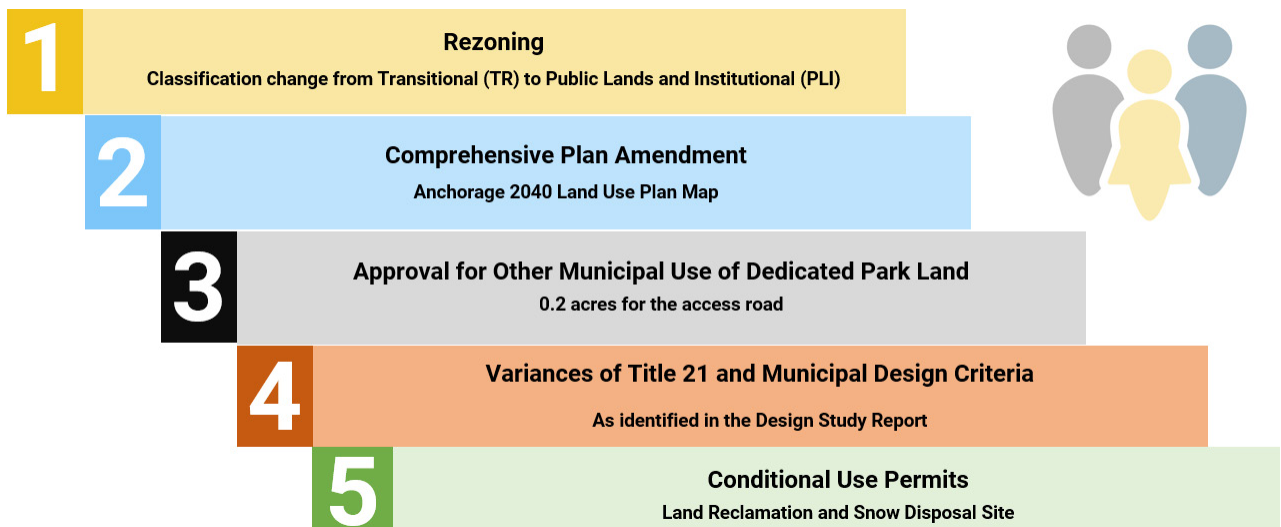 1
Rezoning
Classification change from Transitional (TR) to Public Lands and Institutional (PLI)
2
Comprehensive Plan Amendment
Anchorage 2040 Land Use Plan Map
3
Approval for Other Municipal Use of Dedicated Park Land
0.2 acres for the access road
4
Variances of Title 21 and Municipal Design Criteria
As identified in the Design Study Report
5
Conditional Use Permits
Land Reclamation and Snow Disposal Site